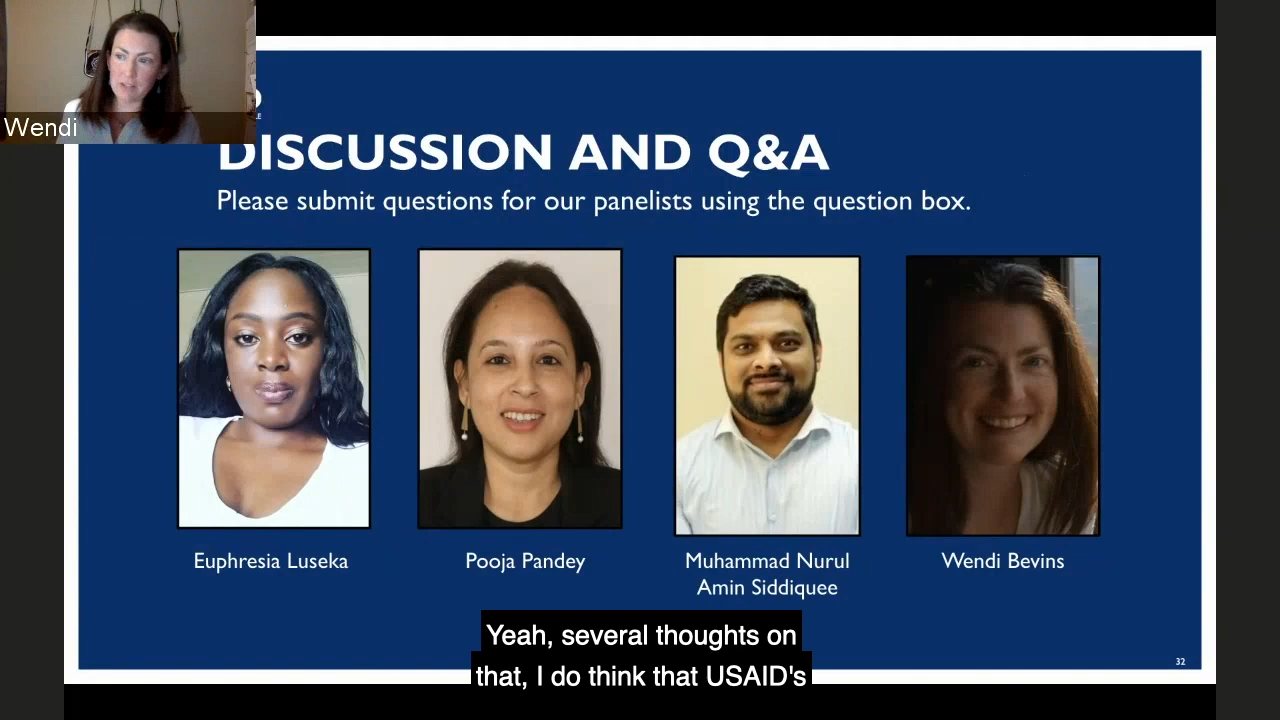 Wendi
DISCUSSION AND Q&A
Please submit questions for our panelists using the question box.
Euphresia Luseka
Pooja Pandey
Muhammad Nurul
Amin Siddiquee
Wendi Bevins
Yeah, several thoughts on
that, I do think that USAID's
32